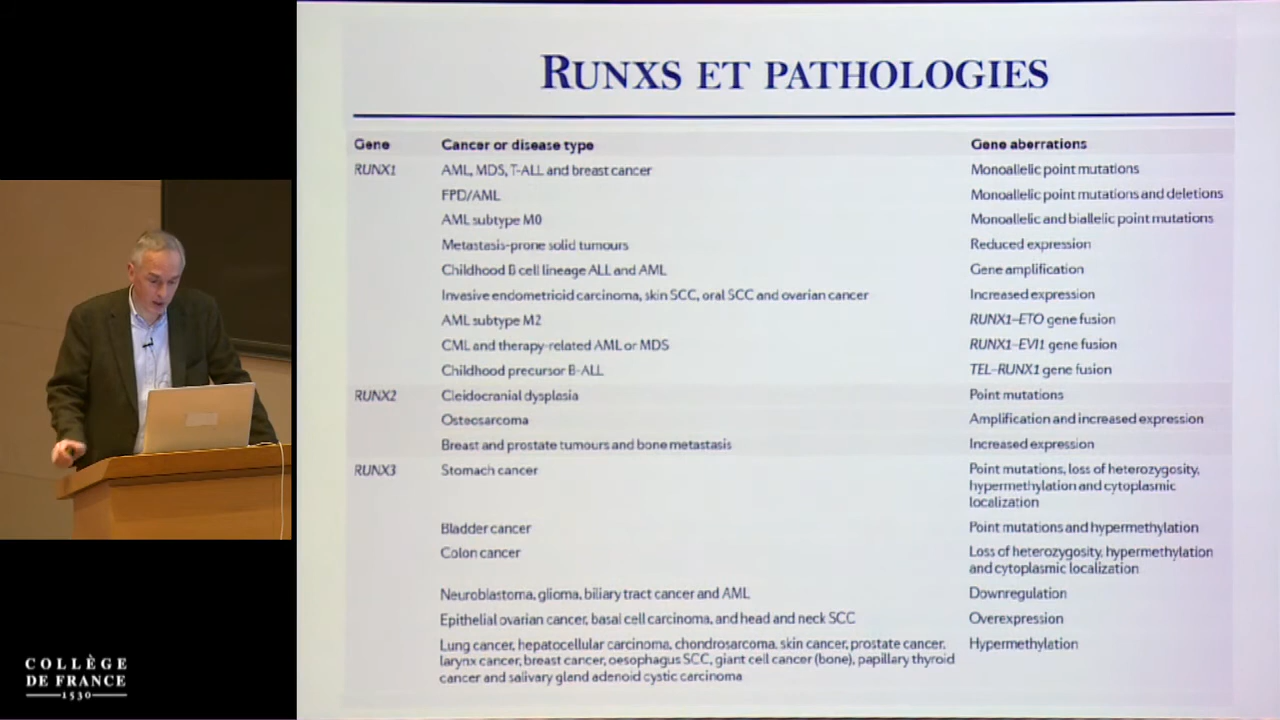 RUNXS ET PATHOLOGIES
Gene Cancer or disease type Gene aberrations
RUNX1 AML, MDS, T-ALL and breast cancer Monoallelic point mutations
FPD/AML Monoallelic point mutations and deletions
AML subtype M0 Monoallelic and biallelic point mutations
Metastasis-prone solid tumours Reduced expression
Childhood B cell lineage ALL and AML Gene amplification
Invasive endometricid carcinoma, skin SCC, oral SCC and ovarian cancer Increased expression
AML subtype M2 RUNX1–ETO gene fusion
CML and therapy-related AML or MDS RUNX1–EVI1 gene fusion
Childhood precursor B-ALL TEL–RUNX1 gene fusion
RUNX2 Cleidocranial dysplasia Point mutations
Osteosarcoma Amplification and increased expression
Breast and prostate tumours and bone metastasis Increased expression
RUNX3 Stomach cancer Point mutations, loss of heterozygosity,
hypermethylation and cytoplasmic
localization
Bladder cancer Point mutations and hypermethylation
Colon cancer Loss of heterozygosity, hypermethylation
and cytoplasmic localization
Neuroblastoma, glioma, biliary tract cancer and AML Downregulation
Epithelial ovarian cancer, basal cell carcinoma, and head and neck SCC Overexpression
Lung cancer, hepatocellular carcinoma, chondrosarcoma, skin cancer, prostate cancer, Hypermethylation
larynx cancer, breast cancer, oesophagus SCC, giant cell cancer (bone), papillary thyroid
cancer and salivary gland adenoid cystic carcinoma
COLLÈGE
DE FRANCE
1530